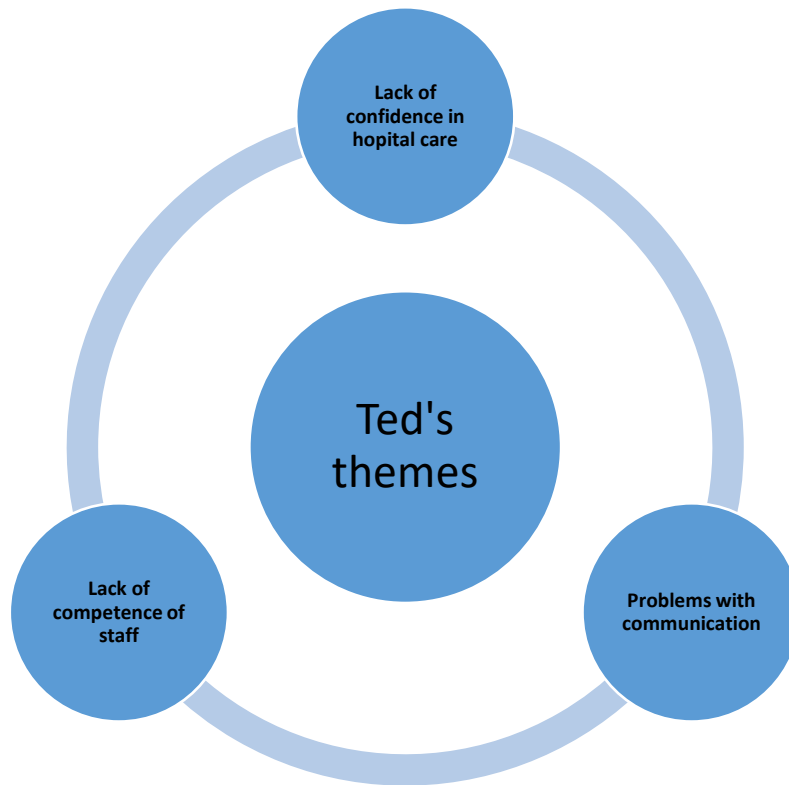 Lack of
confidence in
hopital care
Ted's
themes
Lack of
competence of
staff
Problems with
communication